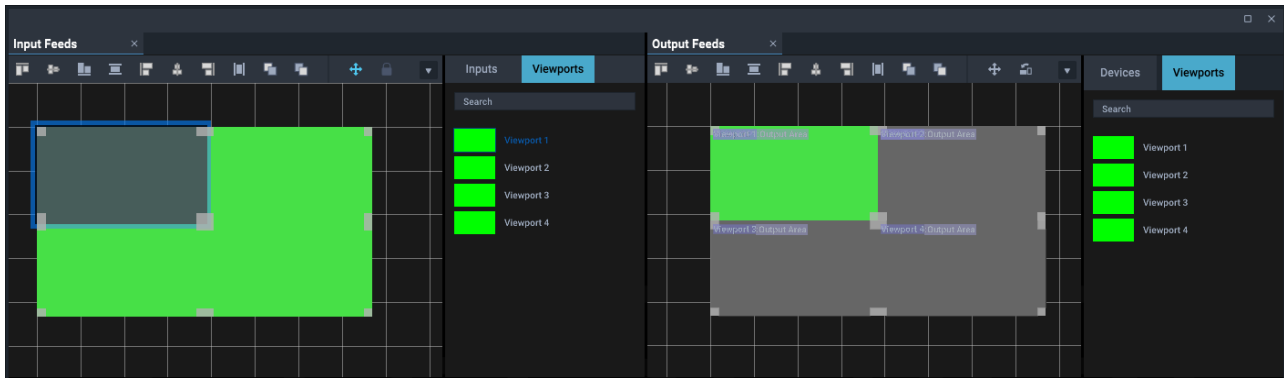 Input Feeds
Inputs
Viewports
Search
Viewport 1
Viewport 2
Viewport 3
Viewport 4
Output Feeds
Viewport 1 Output Area
Viewport 2 Output Area
Viewport 3 Output Area
Viewport 4 Output Area
Devices
Viewports
Search
Viewport 1
Viewport 2
Viewport 3
Viewport 4